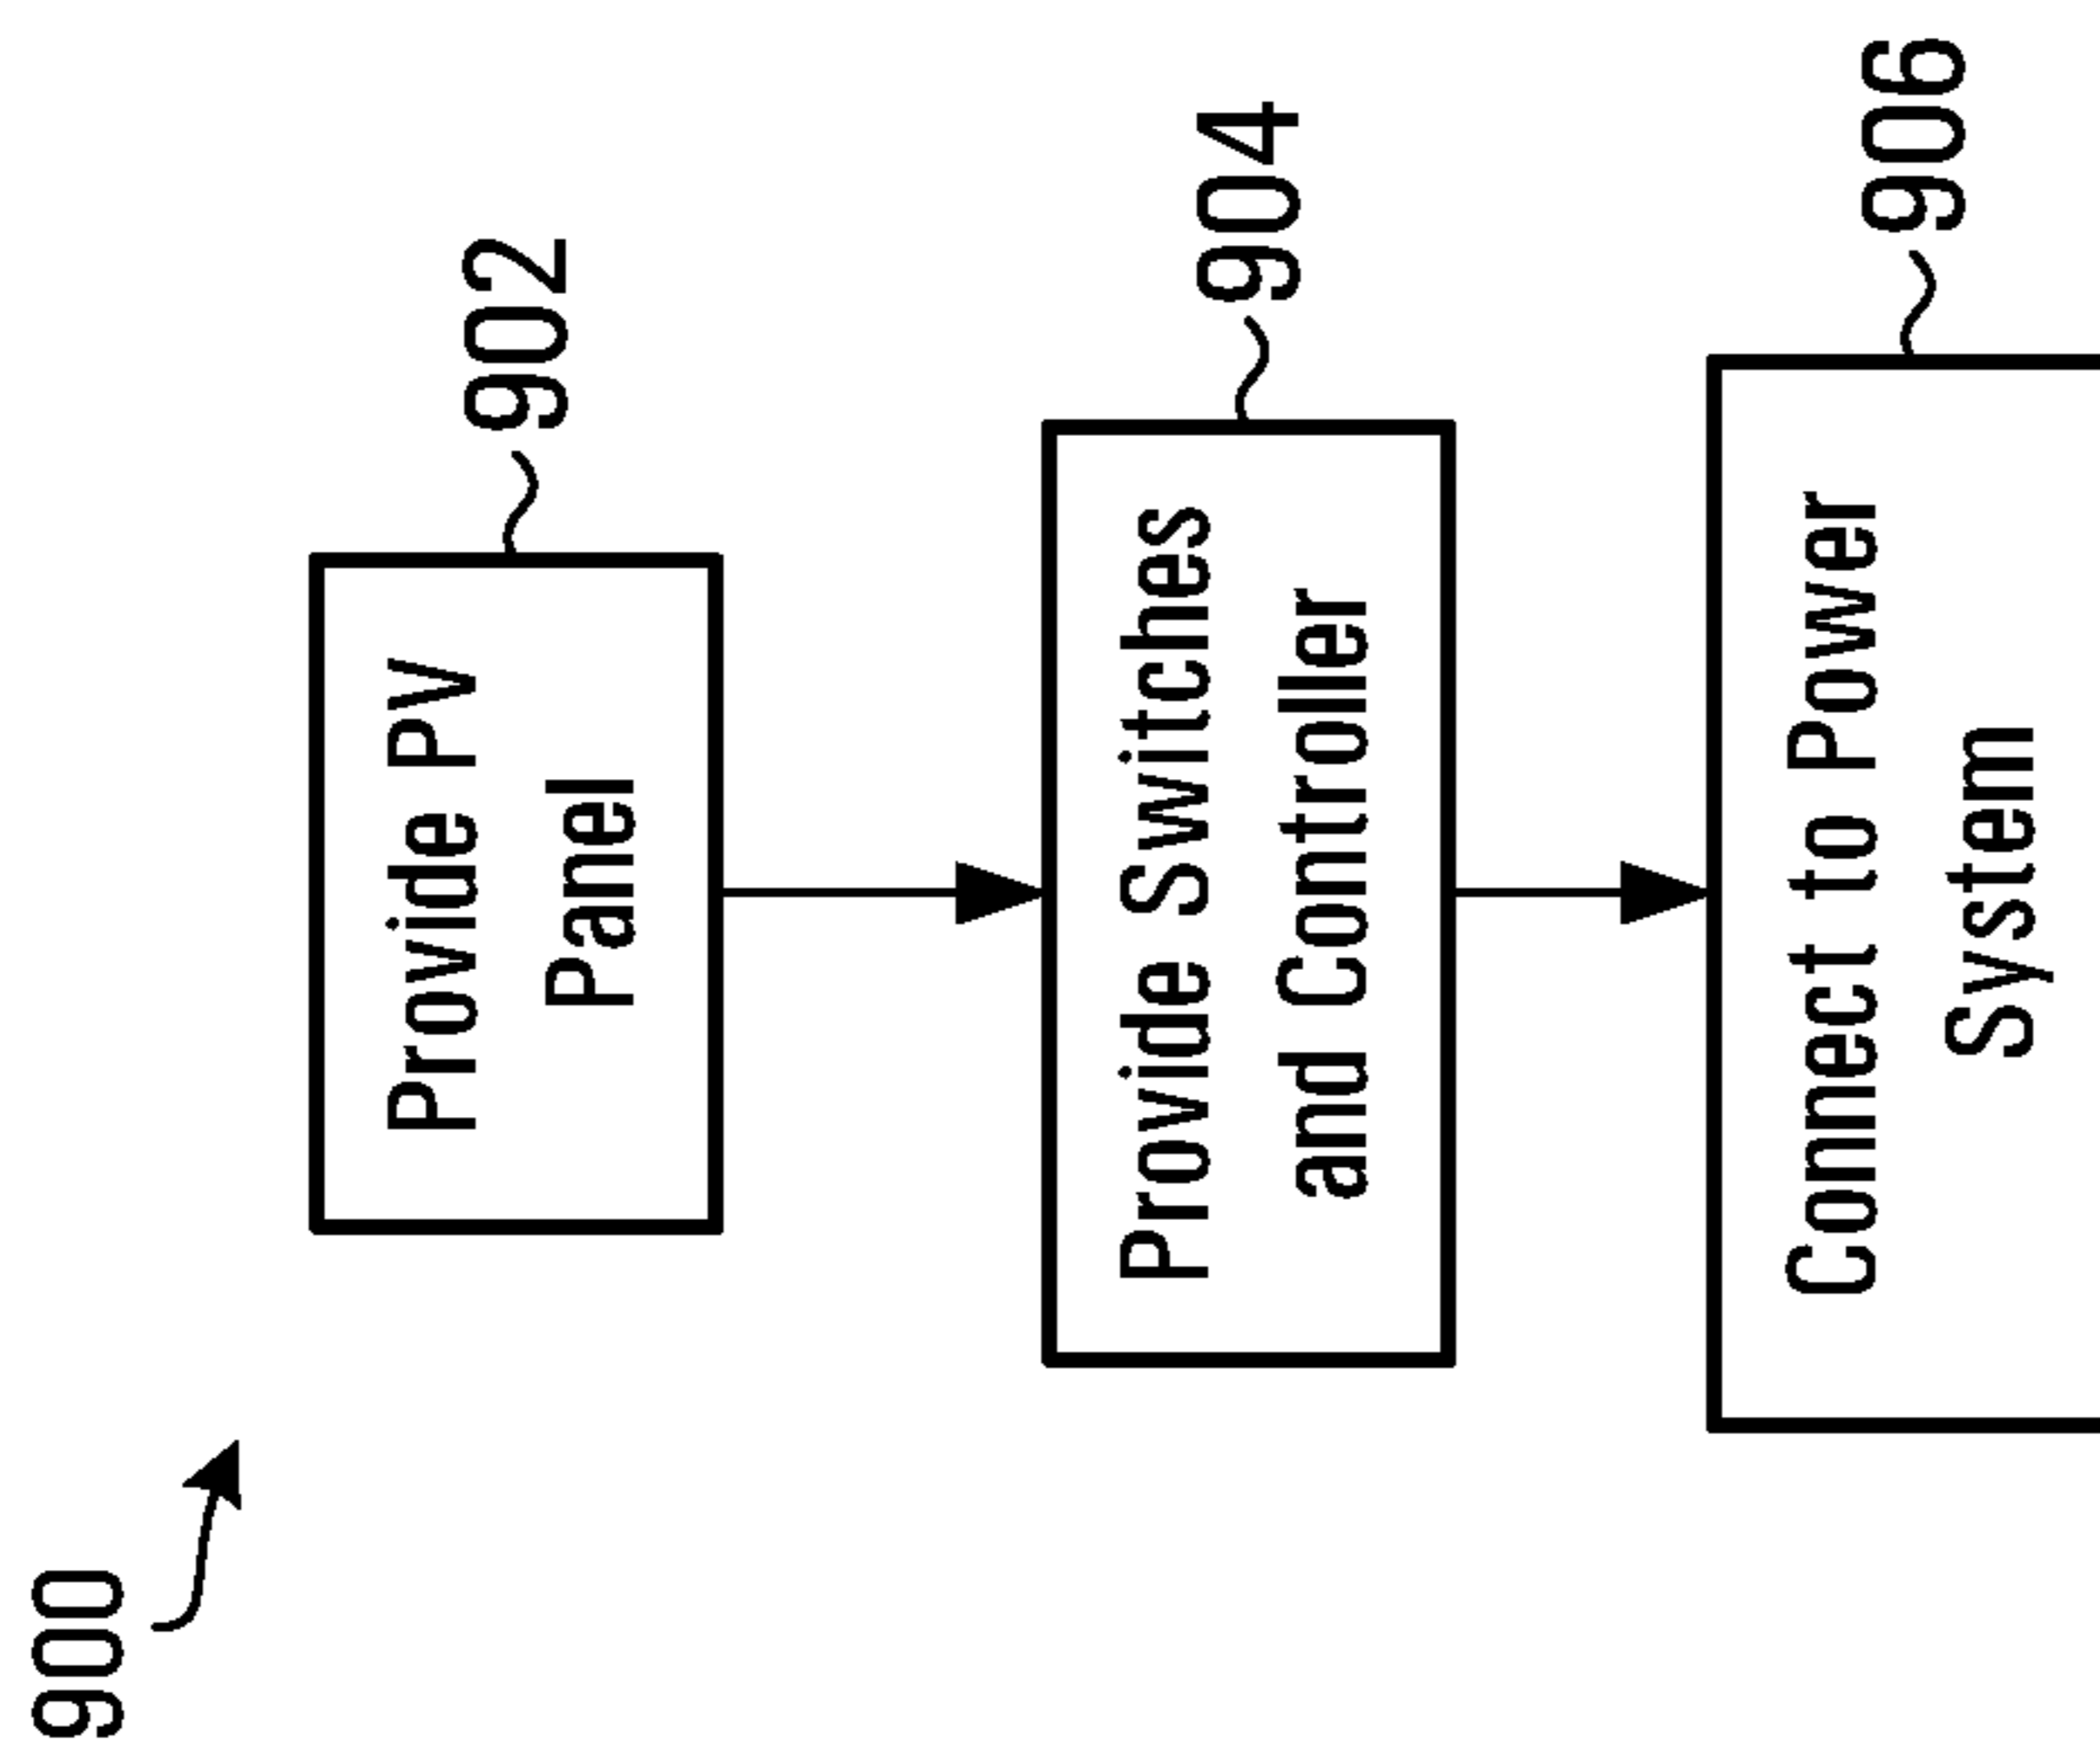 900
Provide PV
Panel
902
Provide Switches
and Controller
904
Connect to Power
System
906